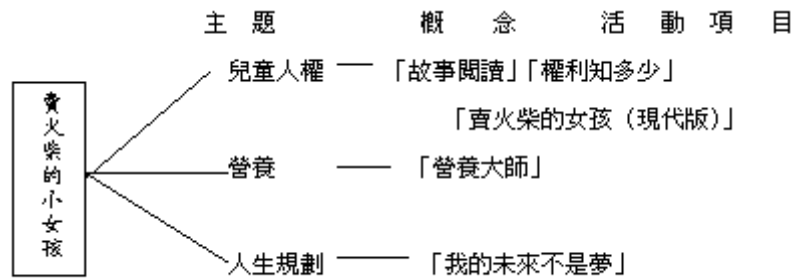 主題 概念 活動項目
兒童人權 「故事閱讀」「權利知多少」
「賣火柴的女孩（現代版）」
賣火柴的小女孩
營養 「營養大師」
人生規劃 「我的未來不是夢」